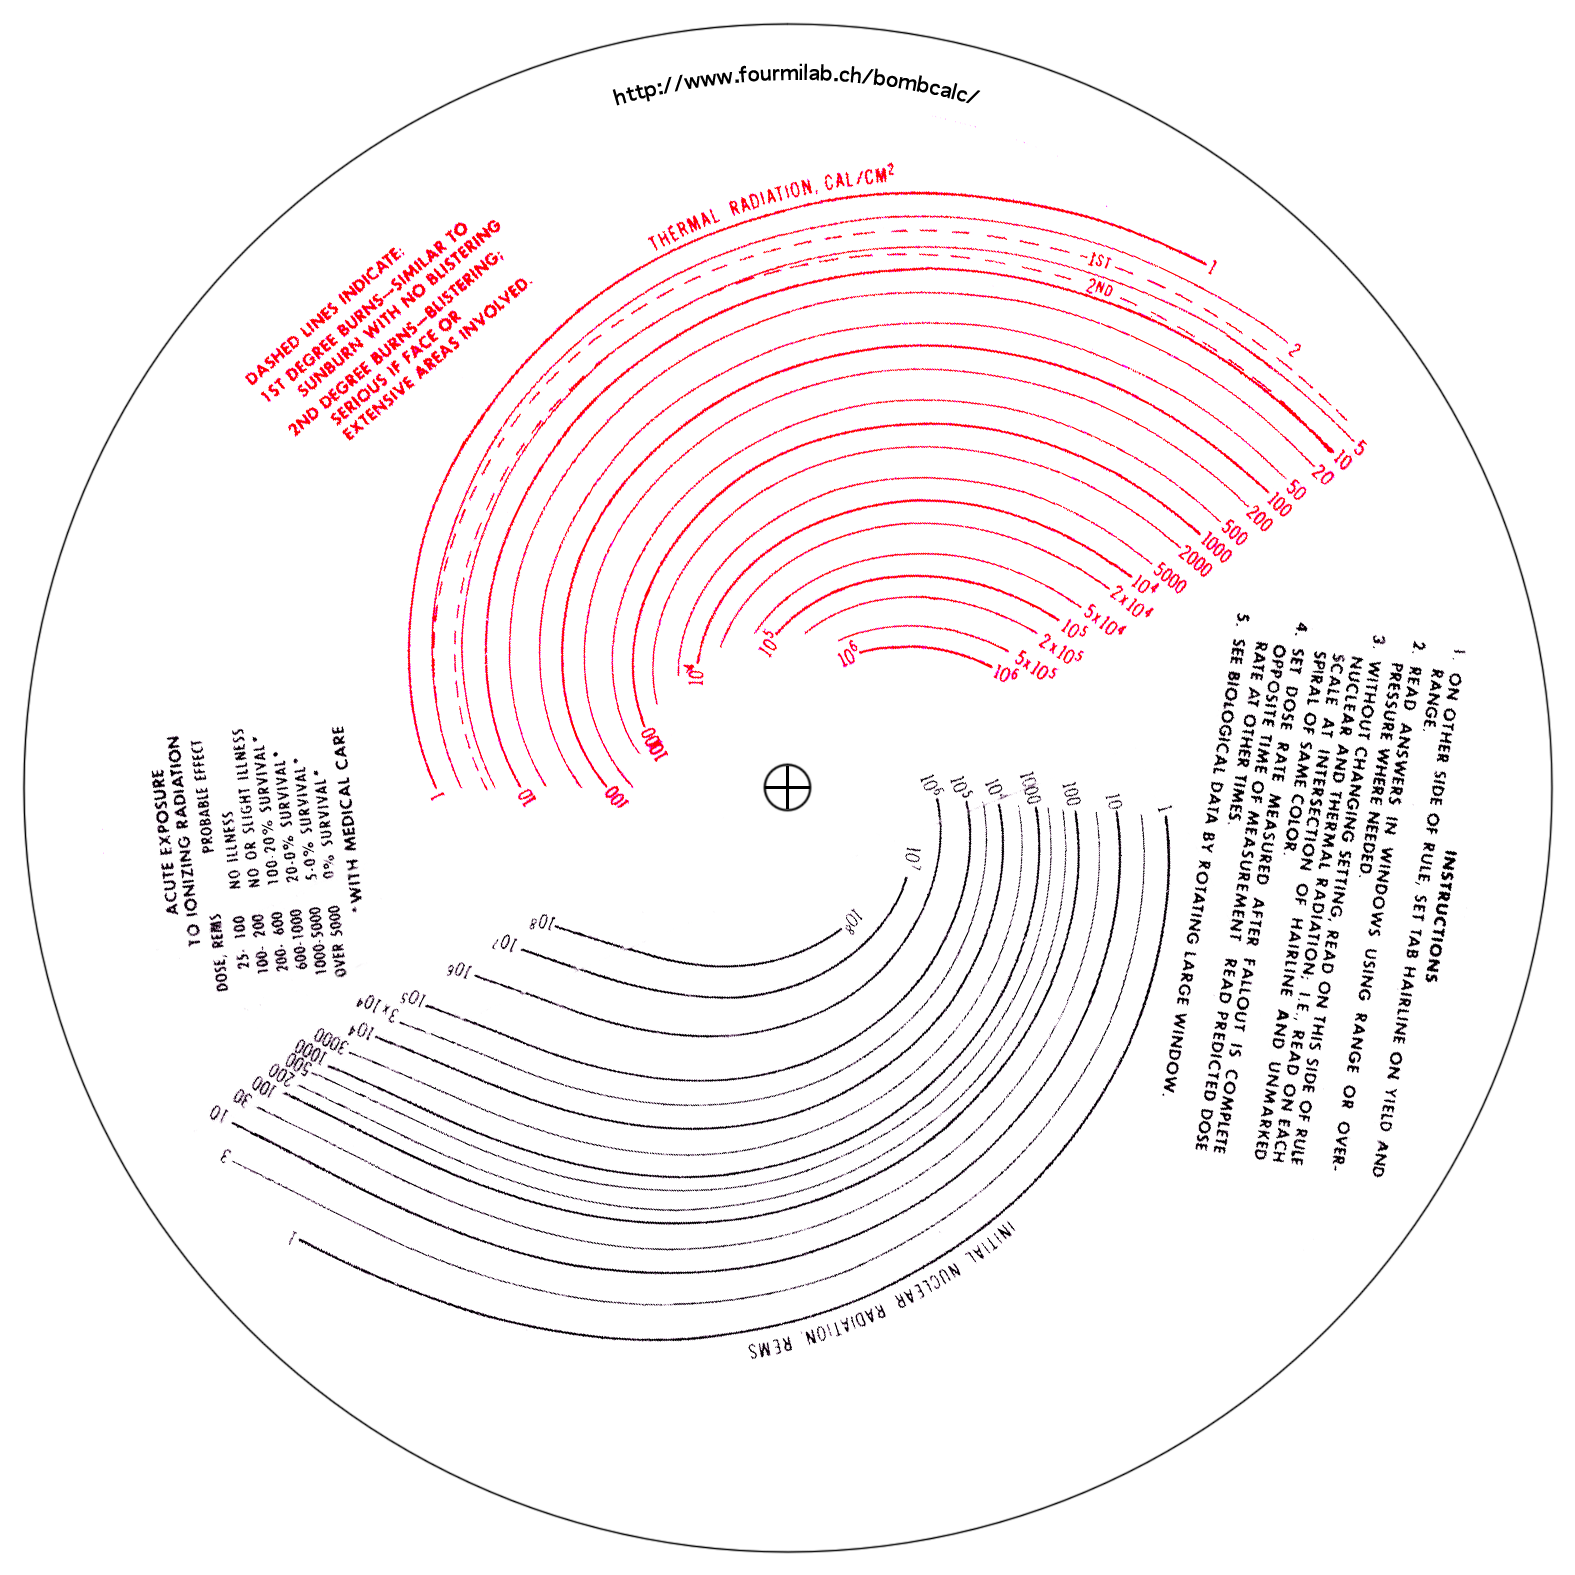 http://www.fourmilab.ch/bombcalc/
THERMAL RADIATION, CAL/CM²
DASHED LINES INDICATE:
1ST DEGREE BURNS—SIMILAR TO
SUNBURN WITH NO BLISTERING
2ND DEGREE BURNS—BLISTERING;
SERIOUS IF FACE OR
EXTENSIVE AREAS INVOLVED.
1ST
2ND
1
2
5
10
20
50
100
200
500
1000
2000
5000
10⁴
2x10⁴
5x10⁴
10⁵
2x10⁵
5x10⁵
10⁶
1
10
100
1000
10⁴
10⁵
10⁶
INSTRUCTIONS
1. ON OTHER SIDE OF RULE, SET TAB HAIRLINE ON YIELD AND
RANGE.
2. READ ANSWERS IN WINDOWS USING RANGE OR OVER-
PRESSURE WHERE NEEDED.
3. WITHOUT CHANGING SETTING, READ ON THIS SIDE OF RULE
NUCLEAR AND THERMAL RADIATION; I.E., READ ON EACH
SCALE AT INTERSECTION OF HAIRLINE AND UNMARKED
SPIRAL OF SAME COLOR.
4. SET DOSE RATE MEASURED AFTER FALLOUT IS COMPLETE
OPPOSITE TIME OF MEASUREMENT READ PREDICTED DOSE
RATE AT OTHER TIMES.
5. SEE BIOLOGICAL DATA BY ROTATING LARGE WINDOW.
ACUTE EXPOSURE
TO IONIZING RADIATION
DOSE, REMS PROBABLE EFFECT
25- 100 NO ILLNESS
100- 200 NO OR SLIGHT ILLNESS
200- 600 100-20% SURVIVAL*
600-1000 20-0% SURVIVAL*
1000-5000 5-0% SURVIVAL*
OVER 5000 0% SURVIVAL*
*WITH MEDICAL CARE
10⁶
10⁵
10⁴
1000
100
10
1
10⁷
10⁸
10⁸
10⁷
10⁶
10⁵
3x10⁴
10⁴
3000
1000
500
200
100
30
10
3
1
INITIAL NUCLEAR RADIATION, REMS